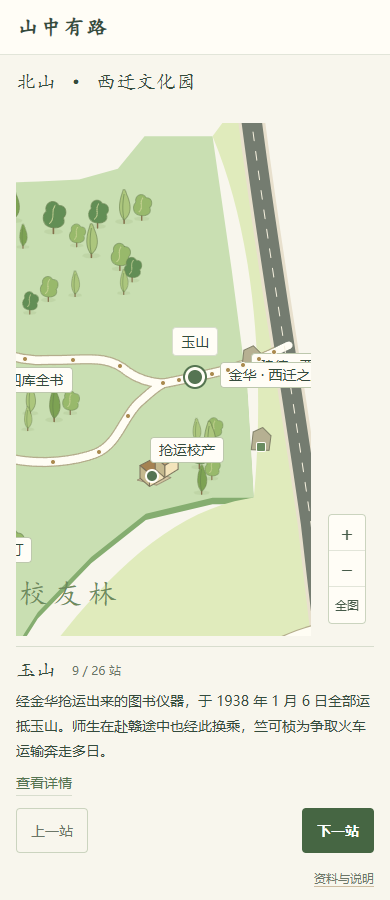 山中有路
北山 • 西迁文化园
玉山
金华 · 西迁之
四库全书
抢运校产
丁
校友林
+
−
全图
玉山 9 / 26 站
经金华抢运出来的图书仪器，于 1938 年 1 月 6 日全部运
抵玉山。师生在赴赣途中也经此换乘，竺可桢为争取火车
运输奔走多日。
查看详情
上一站
下一站
资料与说明